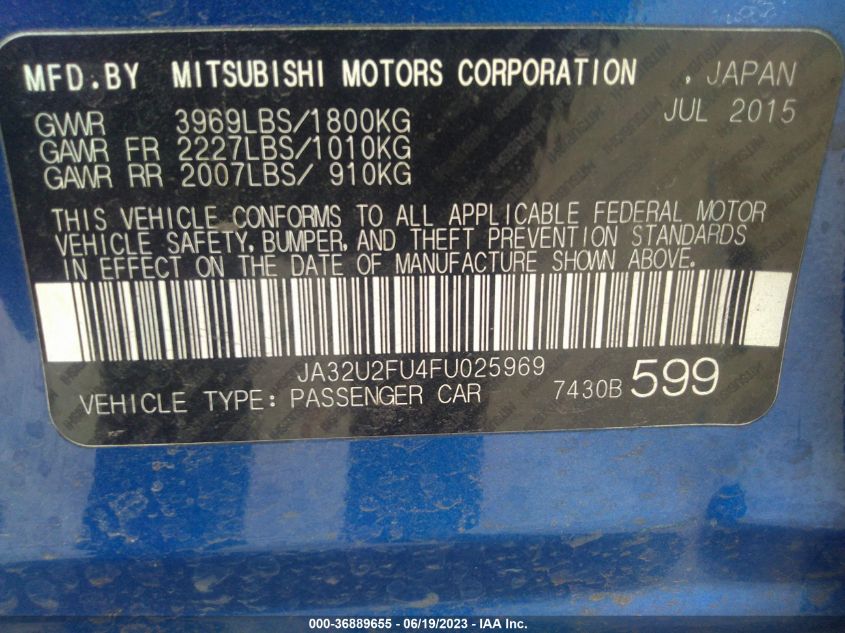 MFD.BY MITSUBISHI MOTORS CORPORATION , JAPAN
JUL 2015
GVWR 3969LBS/1800KG
GAWR FR 2227LBS/1010KG
GAWR RR 2007LBS/ 910KG
THIS VEHICLE CONFORMS TO ALL APPLICABLE FEDERAL MOTOR
VEHICLE SAFETY, BUMPER, AND THEFT PREVENTION STANDARDS
IN EFFECT ON THE DATE OF MANUFACTURE SHOWN ABOVE.
JA32U2FU4FU025969
VEHICLE TYPE: PASSENGER CAR 7430B 599
000-36889655 - 06/19/2023 - IAA Inc.